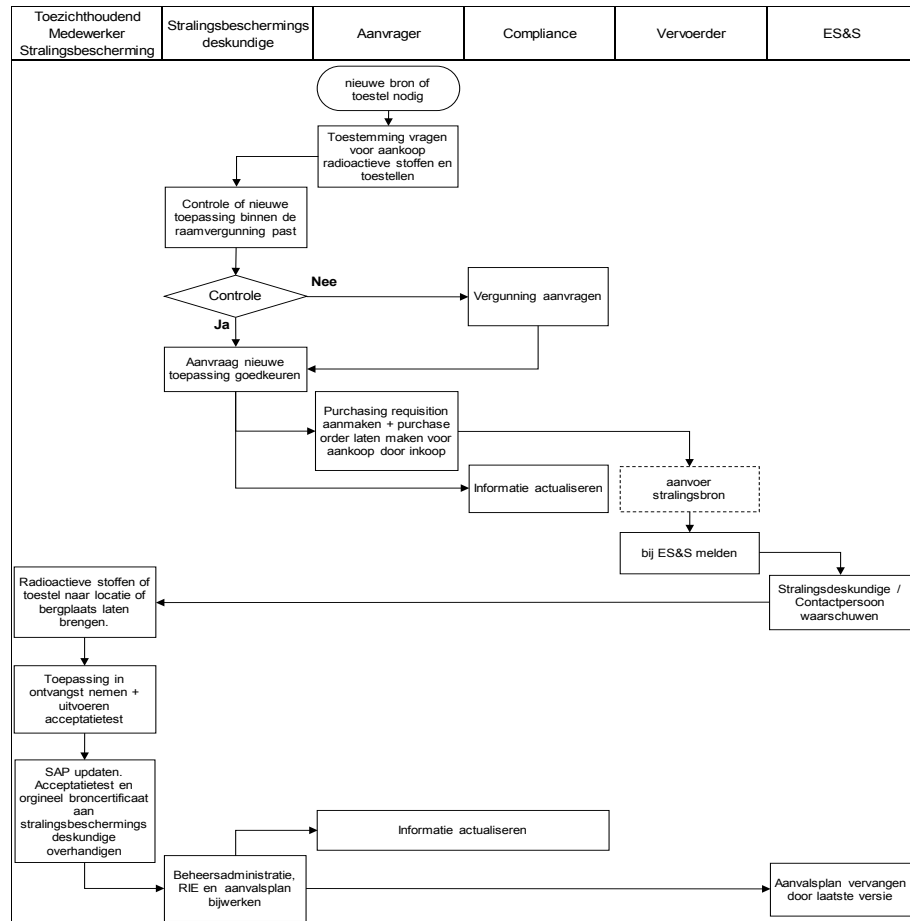 Toezichthoudend
Medewerker
Stralingsbescherming
Stralingsbeschermings
deskundige
Aanvrager
Compliance
Vervoerder
ES&S
nieuwe bron of
toestel nodig
Toestemming vragen
voor aankoop
radioactieve stoffen en
toestellen
Controle of nieuwe
toepassing binnen de
raamvergunning past
Controle
Nee
Ja
Vergunning aanvragen
Aanvraag nieuwe
toepassing goedkeuren
Purchasing requisition
aanmaken + purchase
order laten maken voor
aankoop door inkoop
Informatie actualiseren
aanvoer
stralingsbron
bij ES&S melden
Stralingsdeskundige /
Contactpersoon
waarschuwen
Radioactieve stoffen of
toestel naar locatie of
bergplaats laten
brengen.
Toepassing in
ontvangst nemen +
uitvoeren
acceptatietest
SAP updaten.
Acceptatietest en
orgineel broncertificaat
aan
stralingsbeschermings
deskundige
overhandigen
Informatie actualiseren
Beheersadministratie,
RIE en aanvalsplan
bijwerken
Aanvalsplan vervangen
door laatste versie